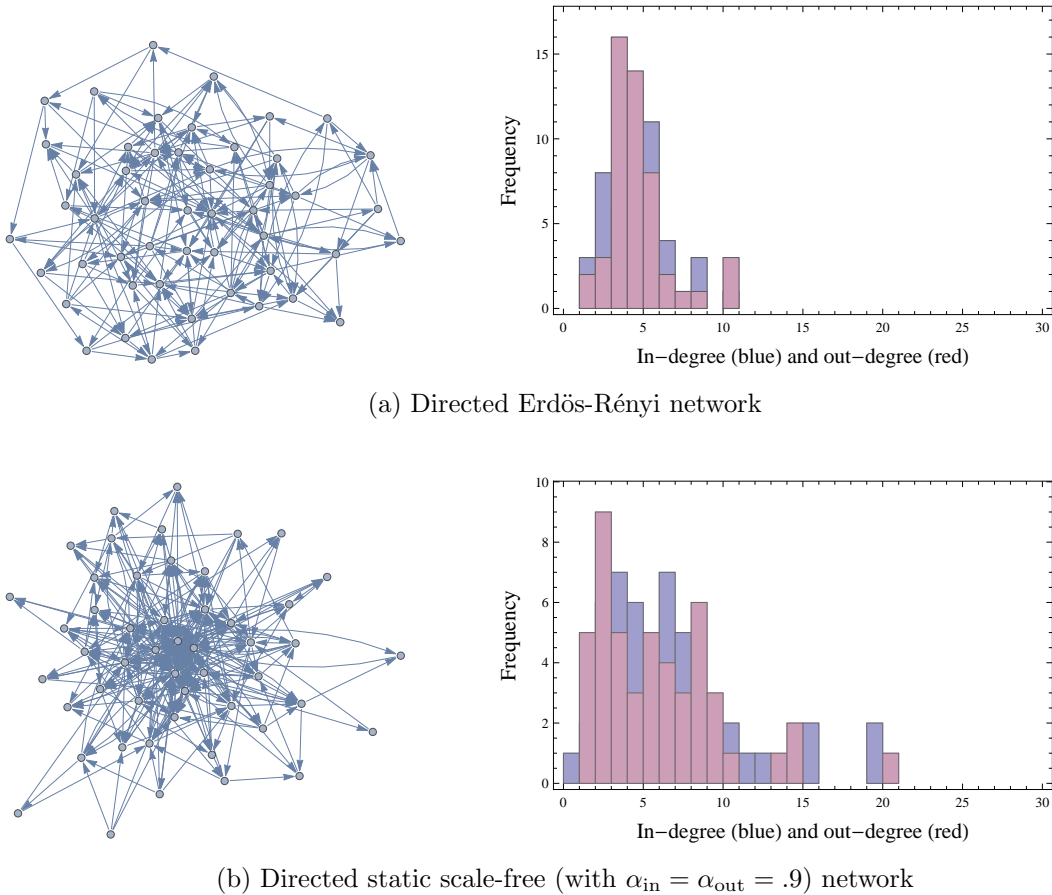 15
10
5
0
Frequency
0 5 10 15 20 25 30
In-degree (blue) and out-degree (red)
(a) Directed Erdös-Rényi network
10
8
6
4
2
0
Frequency
0 5 10 15 20 25 30
In-degree (blue) and out-degree (red)
(b) Directed static scale-free (with α_in = α_out = .9) network